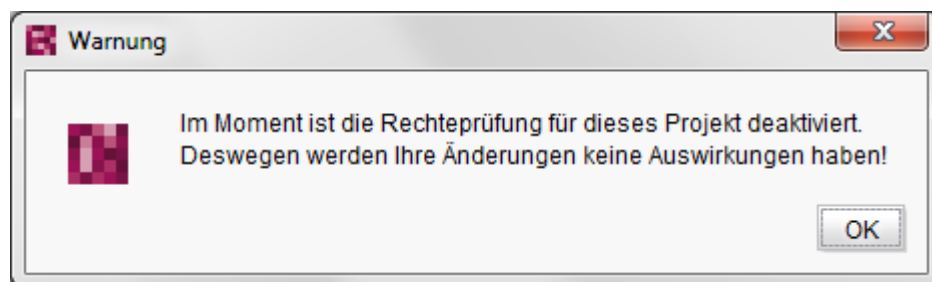 Warnung
Im Moment ist die Rechteprüfung für dieses Projekt deaktiviert.
Deswegen werden Ihre Änderungen keine Auswirkungen haben!
OK